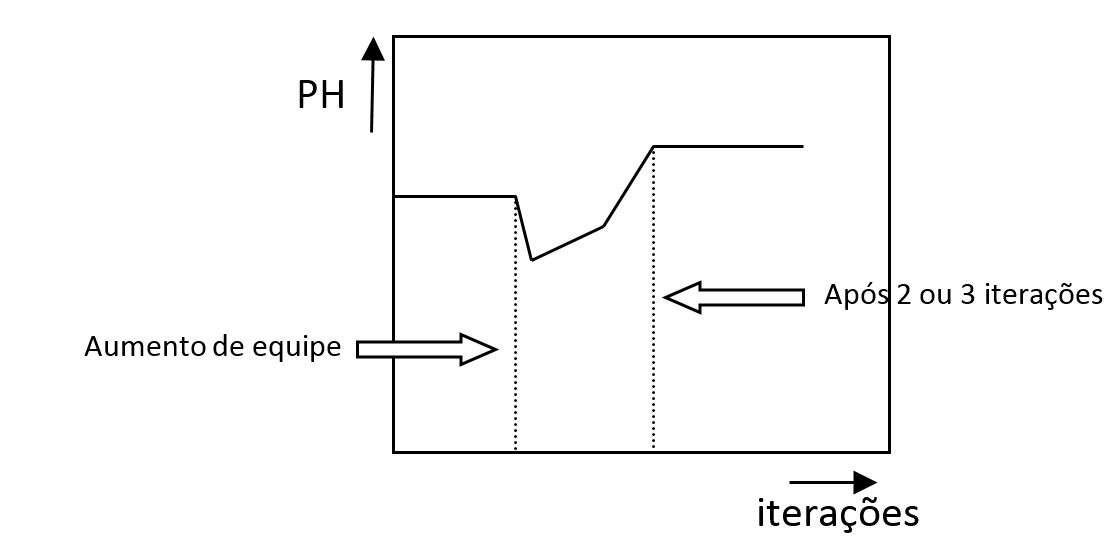 PH
Após 2 ou 3 iterações
Aumento de equipe
iterações